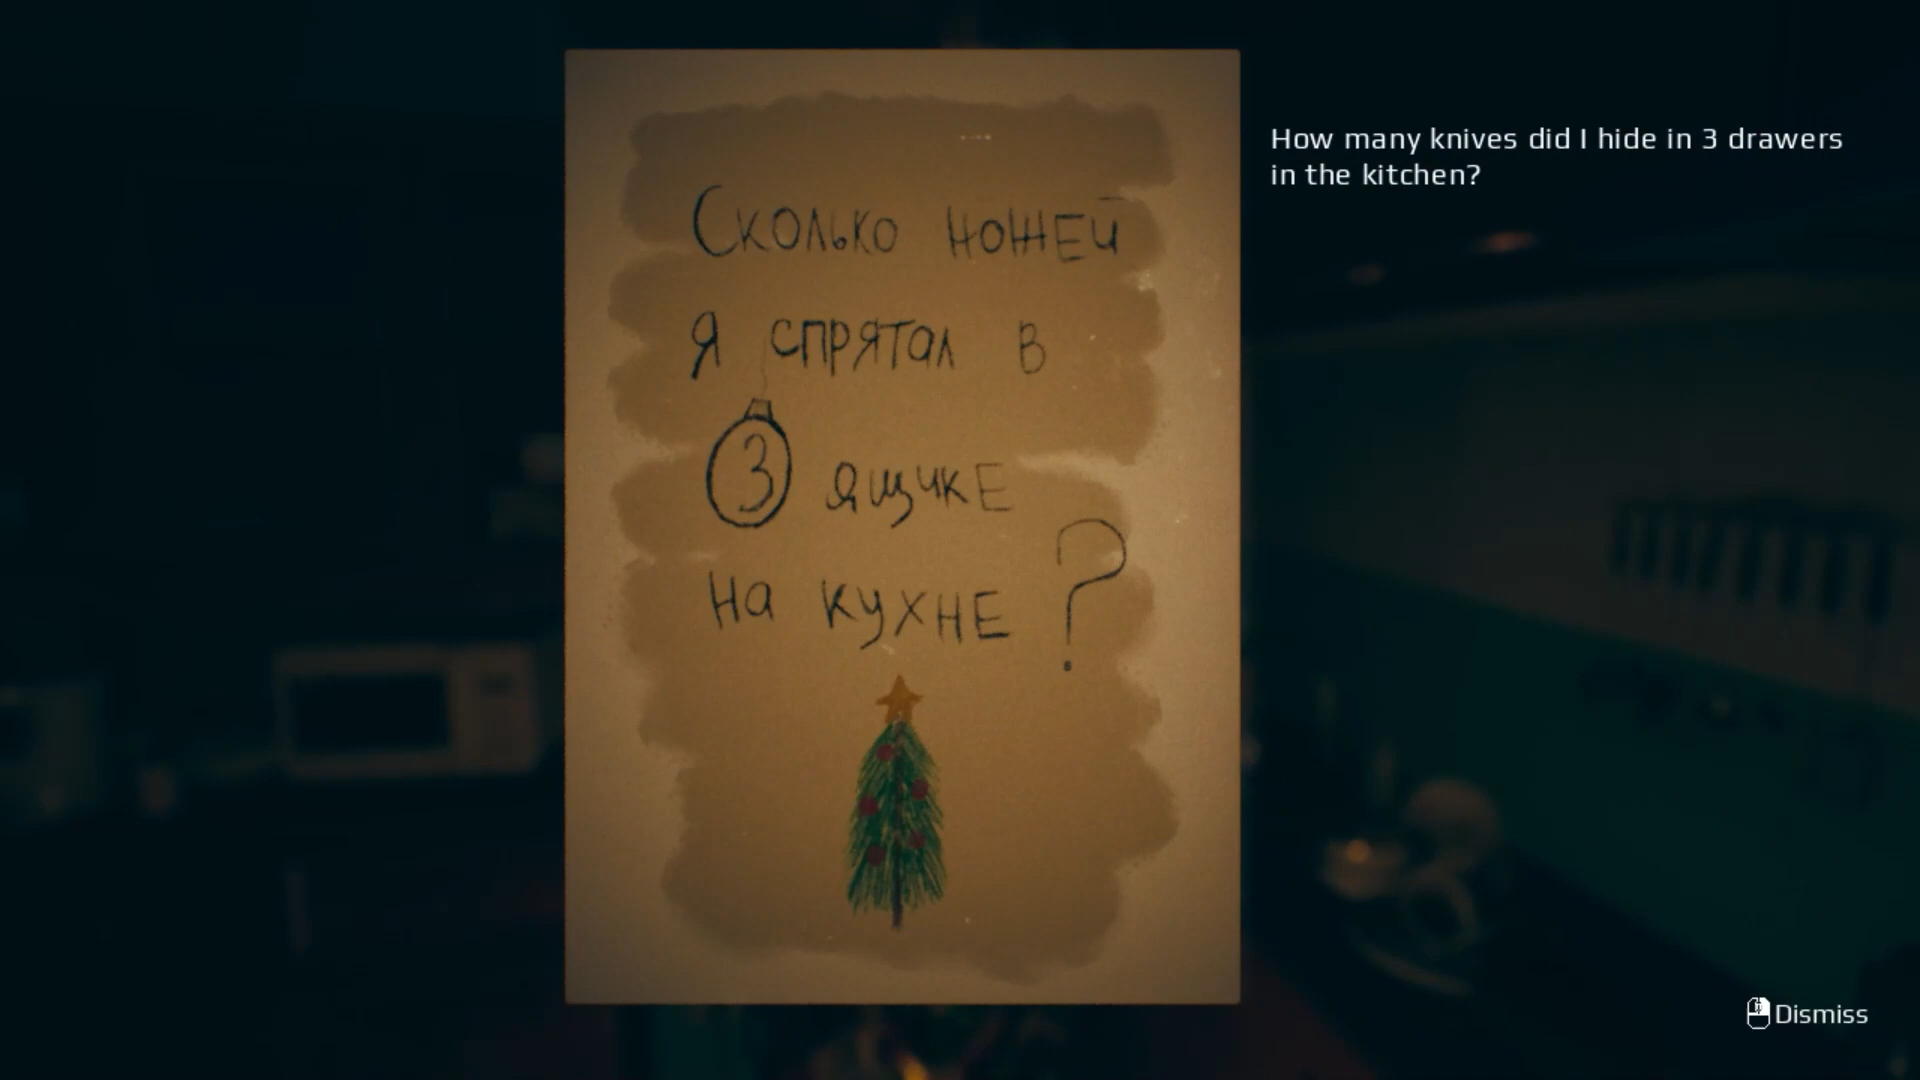 Сколько ножей
я спрятал в
3 ящике
на кухне?
How many knives did I hide in 3 drawers
in the kitchen?
Dismiss